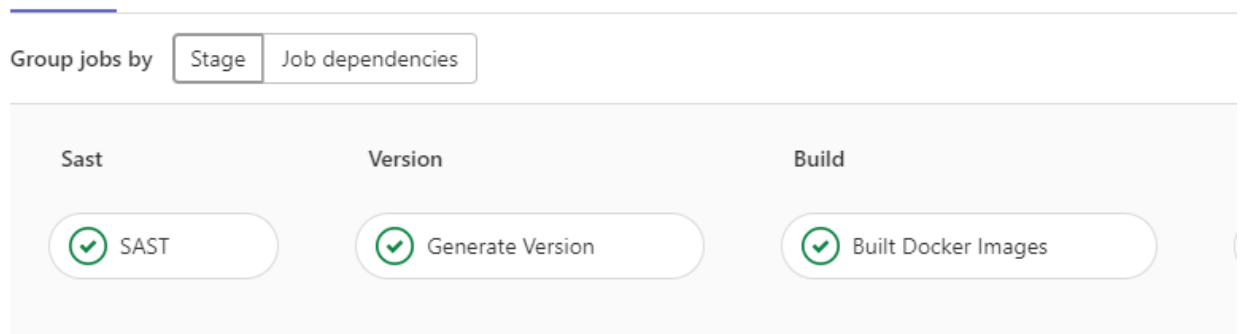 Group jobs by Stage Job dependencies
Sast Version Build
SAST Generate Version Built Docker Images